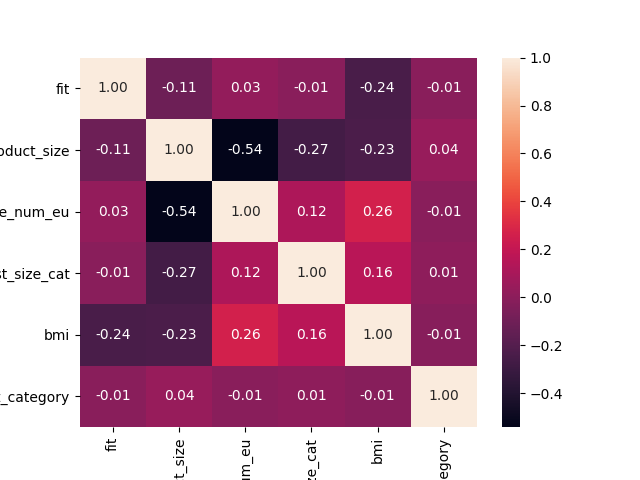 fit 1.00 -0.11 0.03 -0.01 -0.24 -0.01
oduct_size -0.11 1.00 -0.54 -0.27 -0.23 0.04
e_num_eu 0.03 -0.54 1.00 0.12 0.26 -0.01
st_size_cat -0.01 -0.27 0.12 1.00 0.16 0.01
bmi -0.24 -0.23 0.26 0.16 1.00 -0.01
_category -0.01 0.04 -0.01 0.01 -0.01 1.00
fit
t_size
um_eu
ze_cat
bmi
egory
1.0
0.8
0.6
0.4
0.2
0.0
−0.2
−0.4